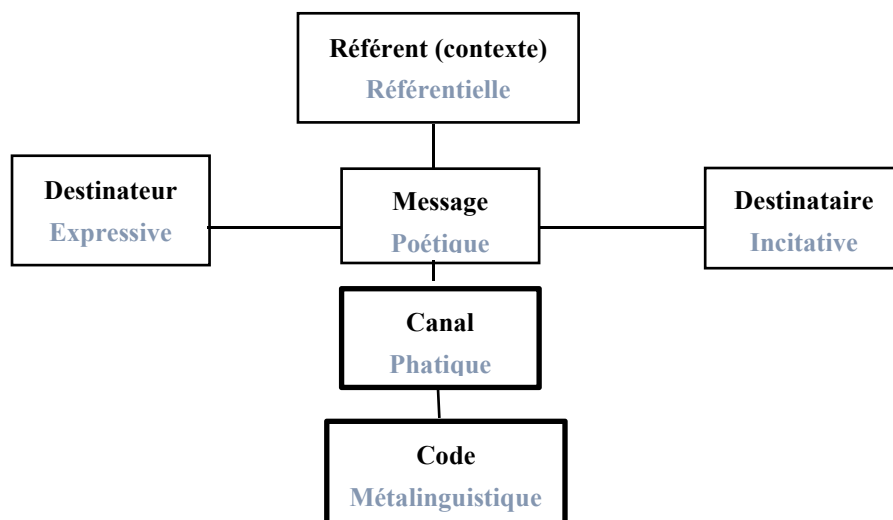 Référent (contexte)
Référentielle
Destinateur
Expressive
Message
Poétique
Destinataire
Incitative
Canal
Phatique
Code
Métalinguistique